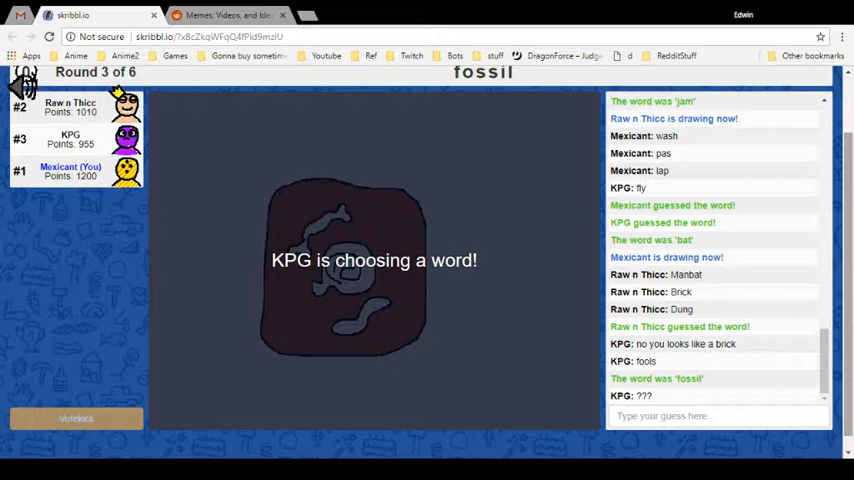 skribbl.io
Memes, Videos, and Ide
Edwin
Not secure
skribbl.io/?xBcZkqWFqQ4fPId9mzIU
Apps
Anime
Anime2
Games
Gonna buy sometimez
Youtube
Ref
Twitch
Bots
stuff
DragonForce – Judge
d
RedditStuff
Other bookmarks
Round 3 of 6
fossil
#2
Raw n Thicc
Points: 1010
#3
KPG
Points: 955
#1
Mexicant (You)
Points: 1200
Votekick
KPG is choosing a word!
The word was 'jam'
Raw n Thicc is drawing now!
Mexicant: wash
Mexicant: pas
Mexicant: lap
KPG: fly
Mexicant guessed the word!
KPG guessed the word!
The word was 'bat'
Mexicant is drawing now!
Raw n Thicc: Manbat
Raw n Thicc: Brick
Raw n Thicc: Dung
Raw n Thicc guessed the word!
KPG: no you looks like a brick
KPG: fools
The word was 'fossil'
KPG: ???
Type your guess here...